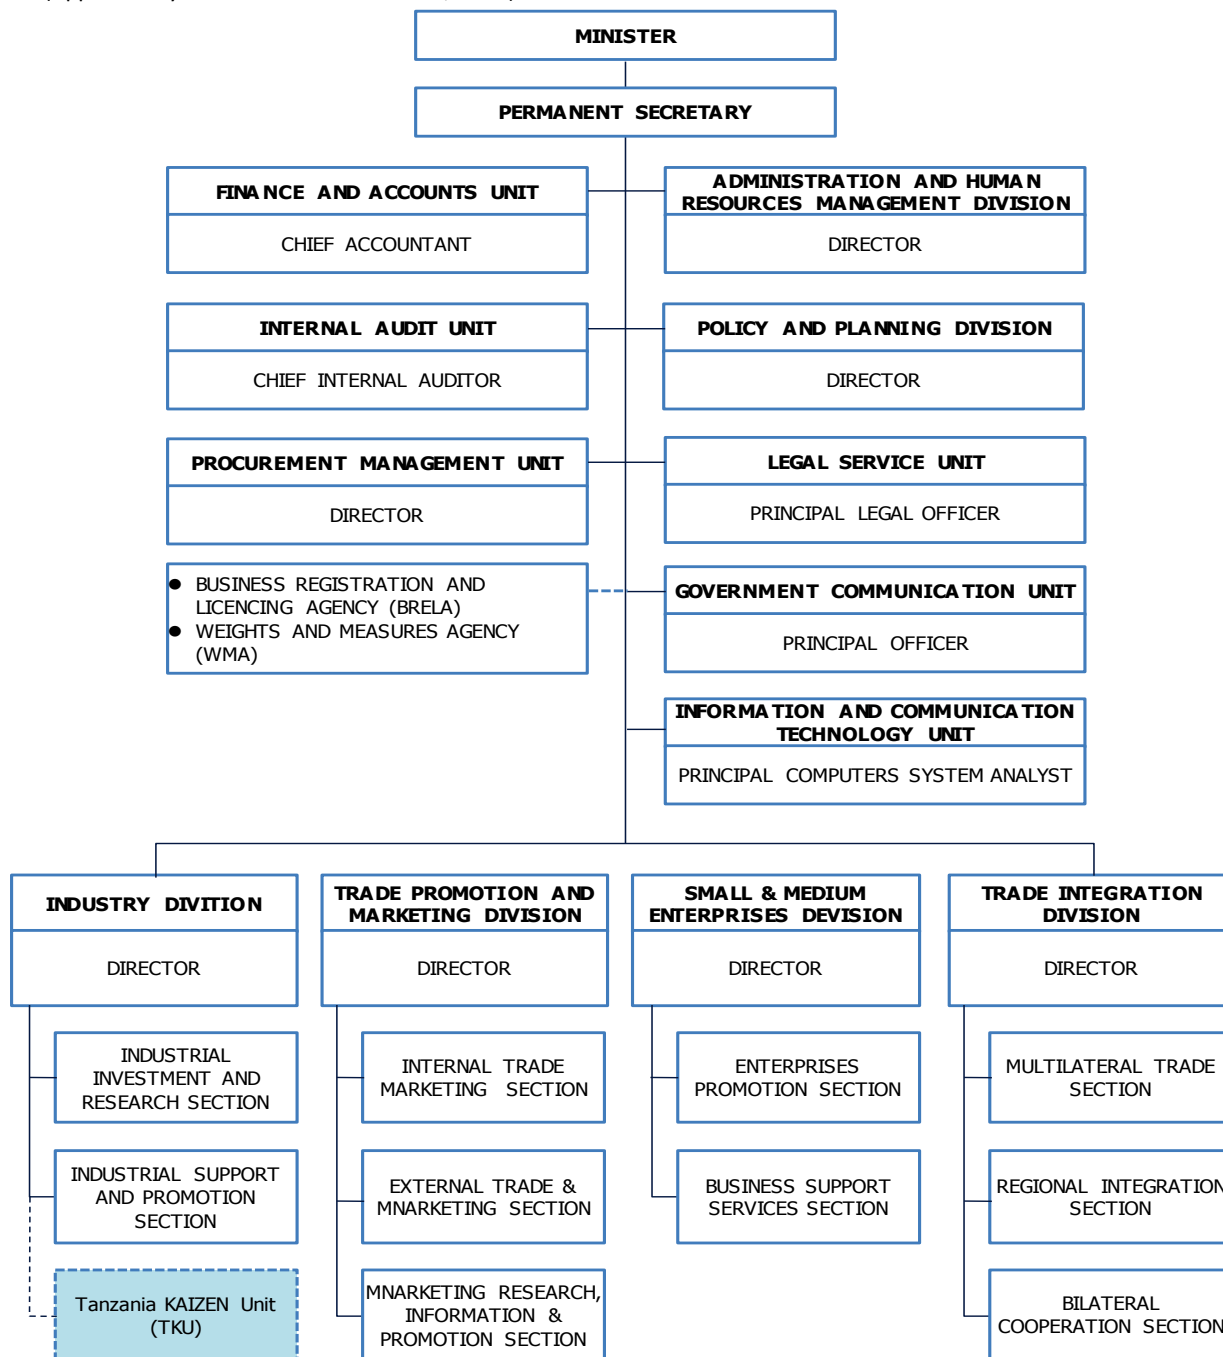 MINISTER
PERMANENT SECRETARY
FINANCE AND ACCOUNTS UNIT
CHIEF ACCOUNTANT
ADMINISTRATION AND HUMAN
RESOURCES MANAGEMENT DIVISION
DIRECTOR
INTERNAL AUDIT UNIT
CHIEF INTERNAL AUDITOR
POLICY AND PLANNING DIVISION
DIRECTOR
PROCUREMENT MANAGEMENT UNIT
DIRECTOR
LEGAL SERVICE UNIT
PRINCIPAL LEGAL OFFICER
● BUSINESS REGISTRATION AND
LICENCING AGENCY (BRELA)
● WEIGHTS AND MEASURES AGENCY
(WMA)
GOVERNMENT COMMUNICATION UNIT
PRINCIPAL OFFICER
INFORMATION AND COMMUNICATION
TECHNOLOGY UNIT
PRINCIPAL COMPUTERS SYSTEM ANALYST
INDUSTRY DIVITION
DIRECTOR
INDUSTRIAL
INVESTMENT AND
RESEARCH SECTION
INDUSTRIAL SUPPORT
AND PROMOTION
SECTION
Tanzania KAIZEN Unit
(TKU)
TRADE PROMOTION AND
MARKETING DIVISION
DIRECTOR
INTERNAL TRADE
MARKETING SECTION
EXTERNAL TRADE &
MNARKETING SECTION
MNARKETING RESEARCH,
INFORMATION &
PROMOTION SECTION
SMALL & MEDIUM
ENTERPRISES DEVISION
DIRECTOR
ENTERPRISES
PROMOTION SECTION
BUSINESS SUPPORT
SERVICES SECTION
TRADE INTEGRATION
DIVISION
DIRECTOR
MULTILATERAL TRADE
SECTION
REGIONAL INTEGRATION
SECTION
BILATERAL
COOPERATION SECTION